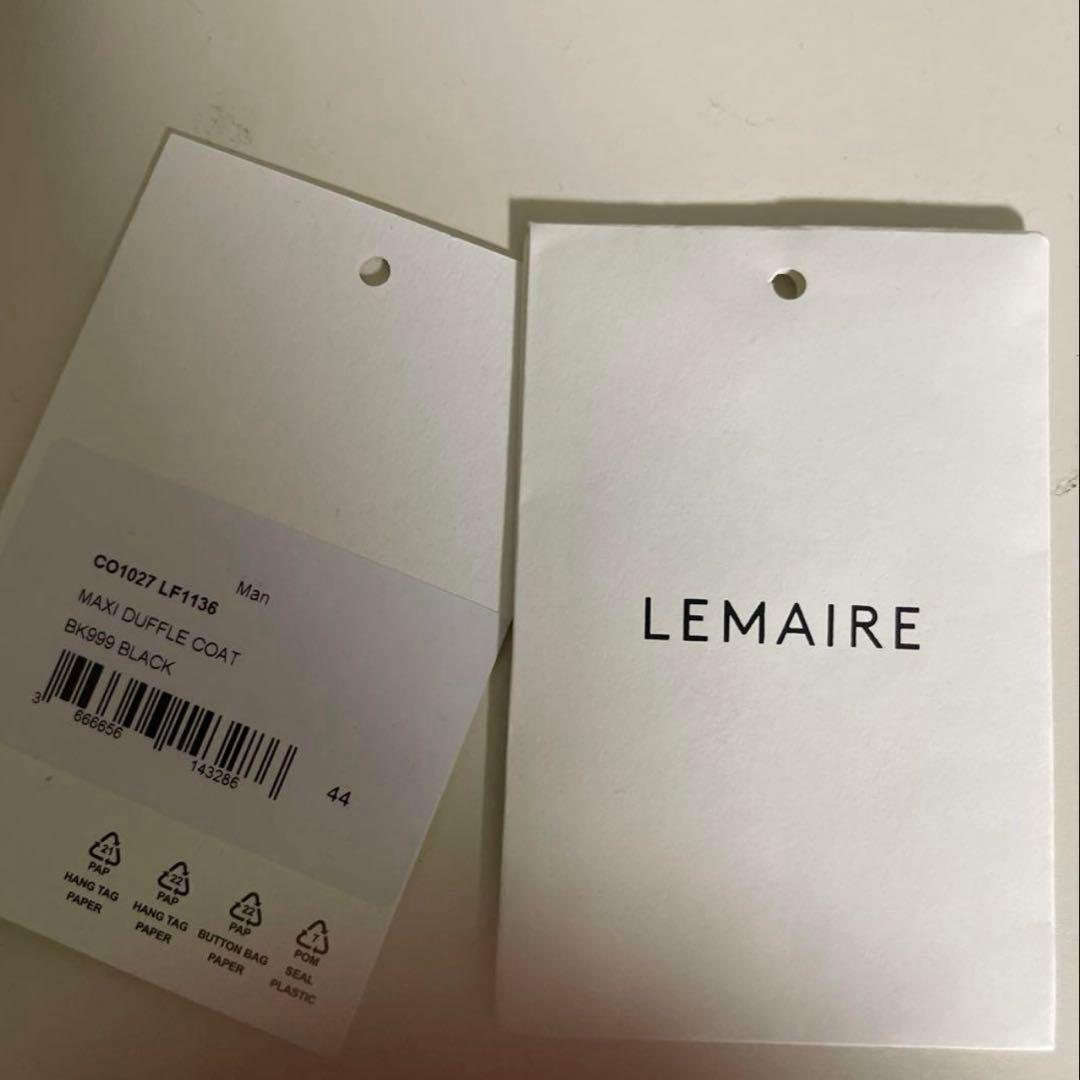 CO1027 LF1136 Man
MAXI DUFFLE COAT
BK999 BLACK
3 666656 143286
44
21
PAP
HANG TAG
PAPER
22
PAP
HANG TAG
PAPER
22
PAP
BUTTON BAG
PAPER
7
POM
SEAL
PLASTIC
LEMAIRE